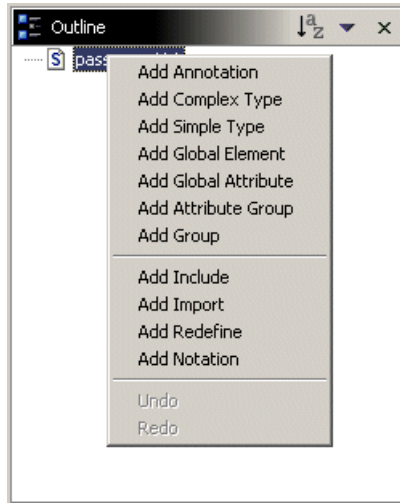 Outline
Add Annotation
Add Complex Type
Add Simple Type
Add Global Element
Add Global Attribute
Add Attribute Group
Add Group
Add Include
Add Import
Add Redefine
Add Notation
Undo
Redo